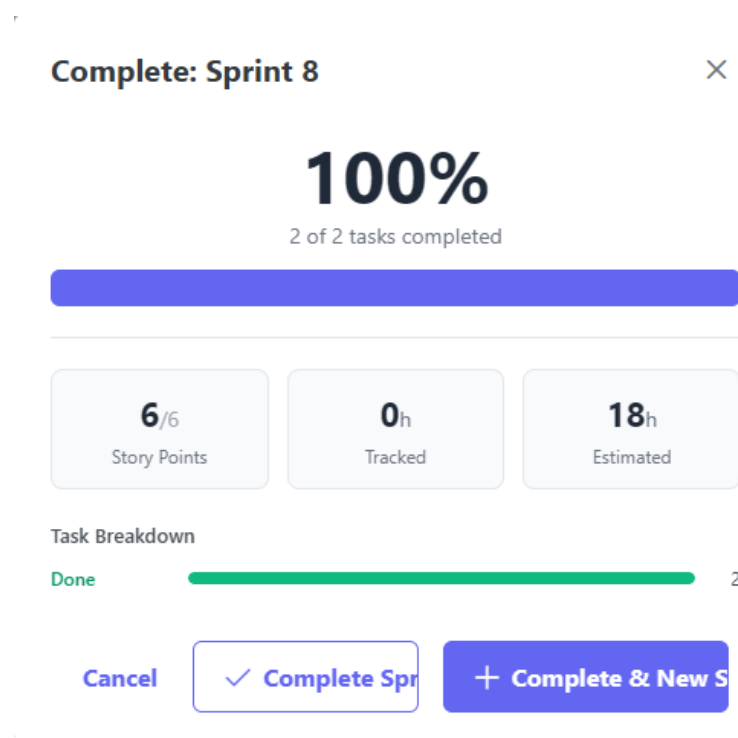 Complete: Sprint 8
100%
2 of 2 tasks completed
6/6
Story Points
0h
Tracked
18h
Estimated
Task Breakdown
Done 2
Cancel
Complete Spr
Complete & New S